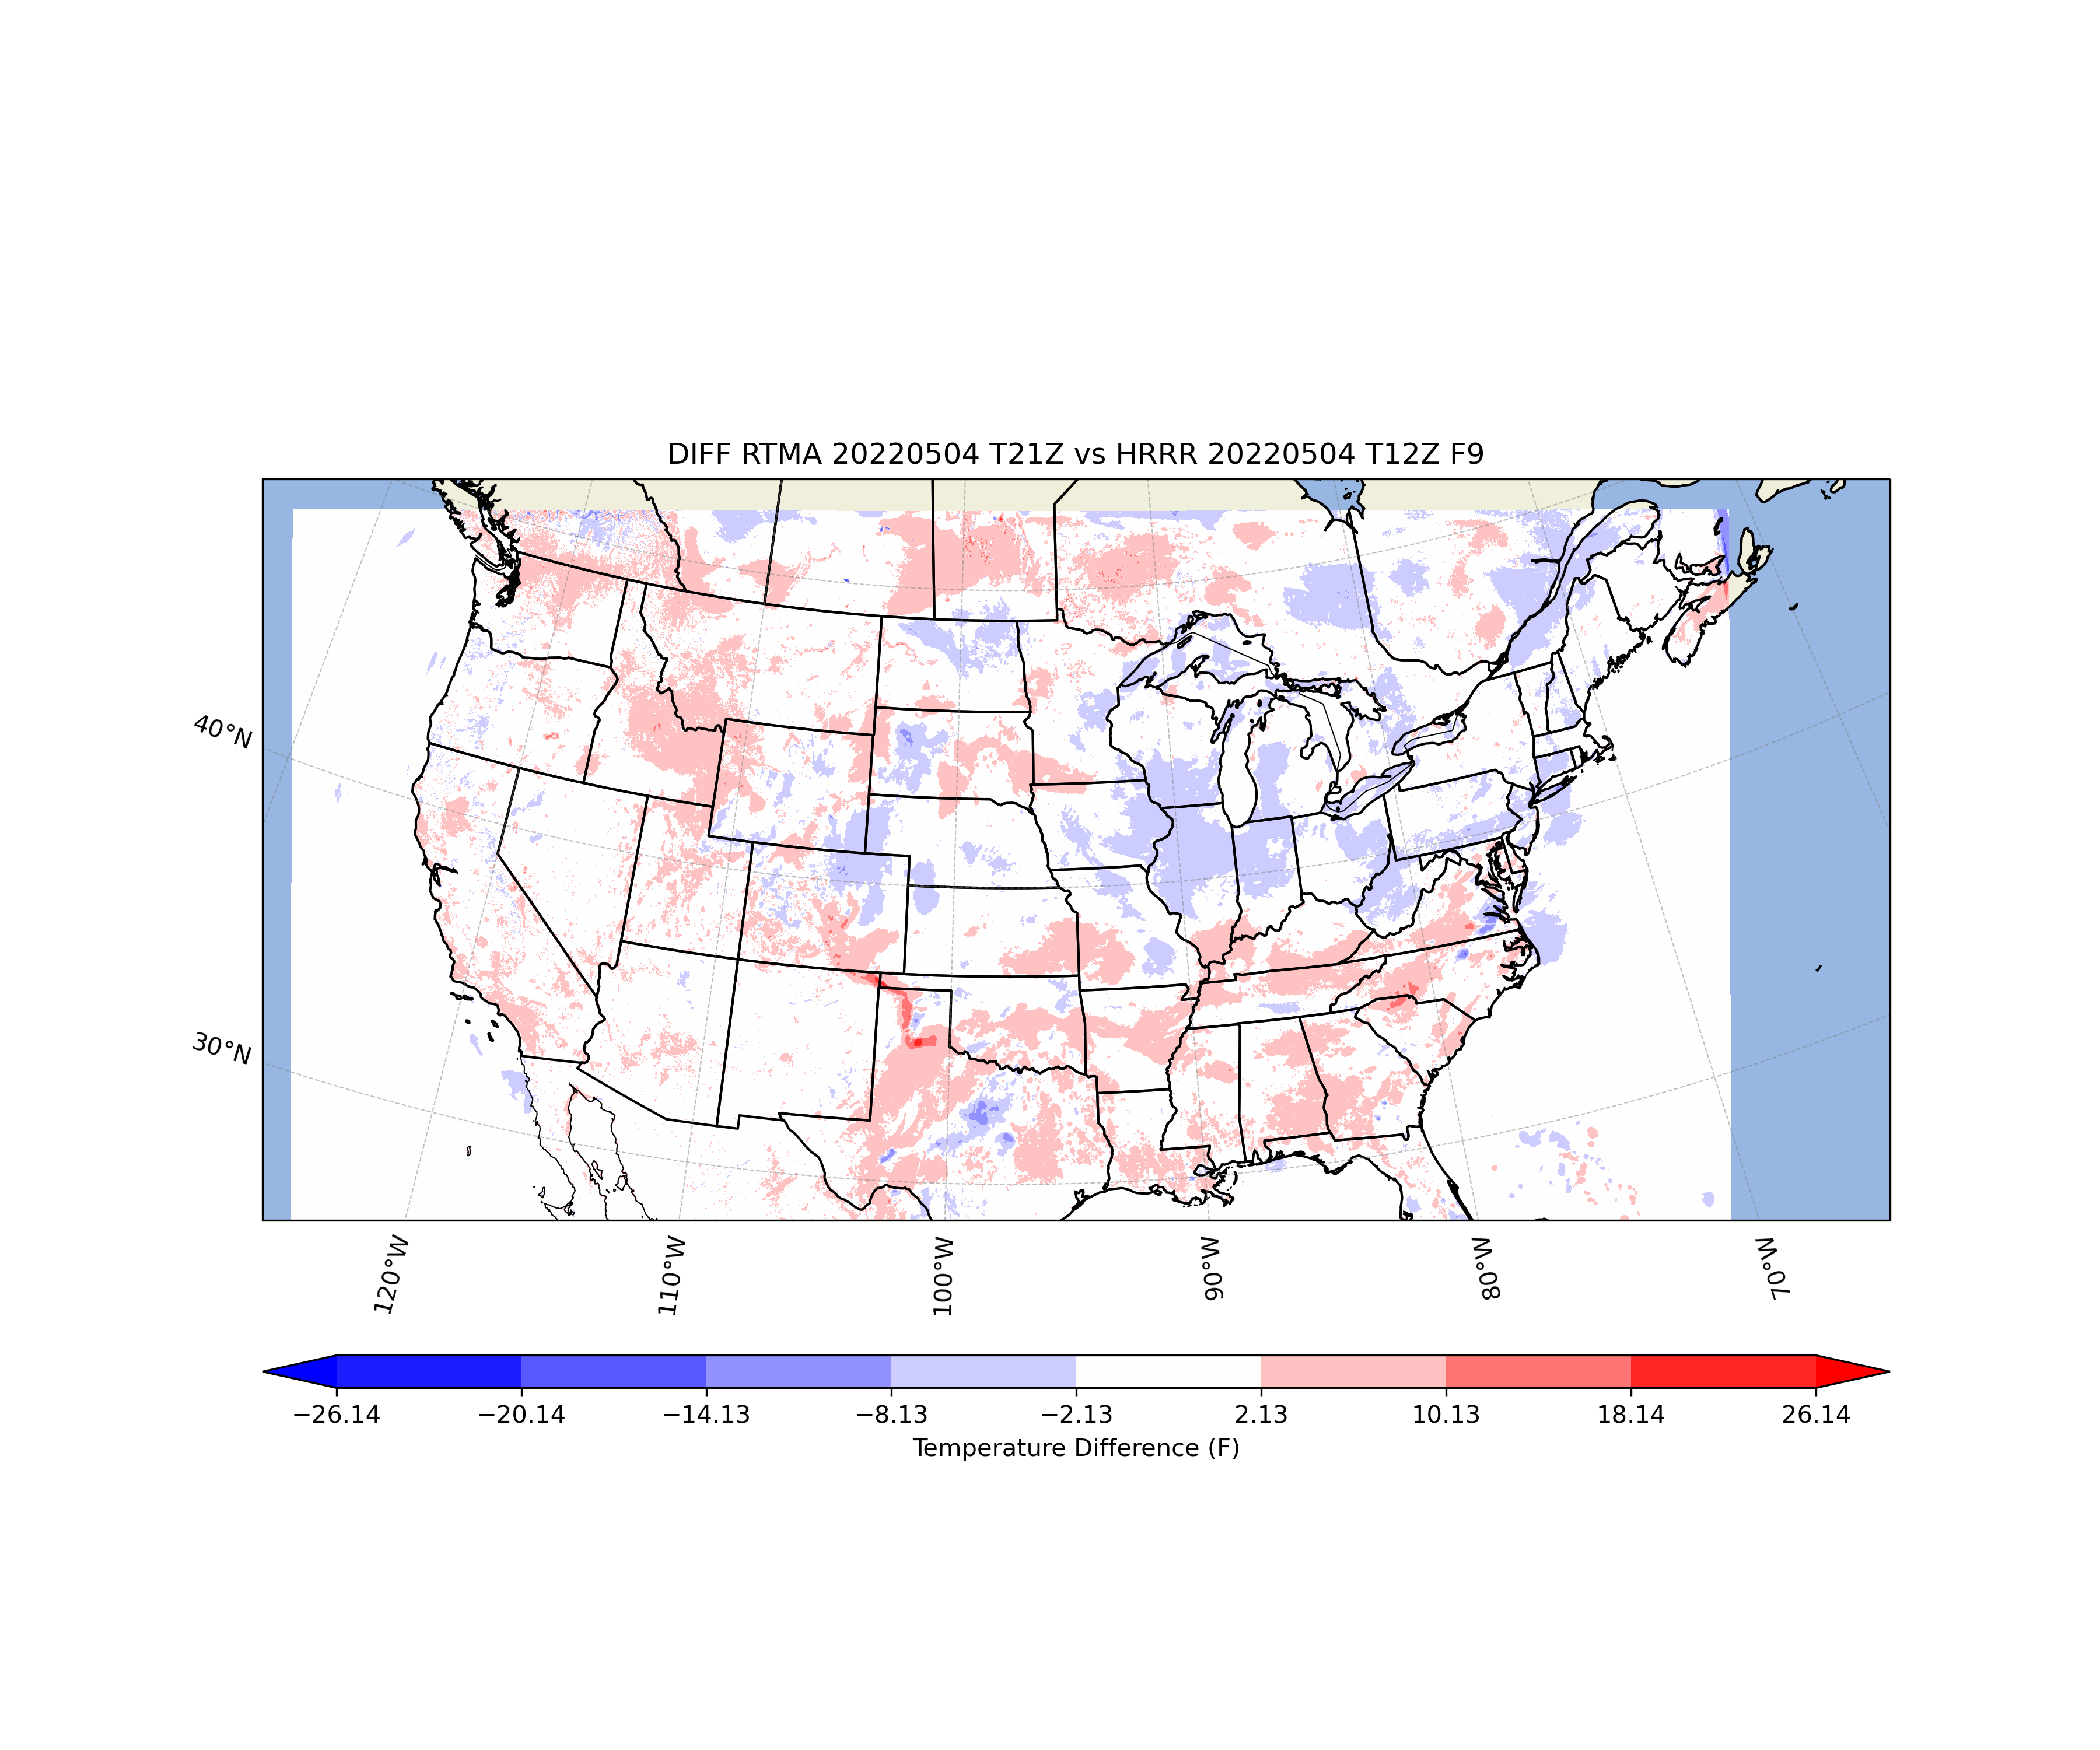 DIFF RTMA 20220504 T21Z vs HRRR 20220504 T12Z F9
40°N
30°N
120°W 110°W 100°W 90°W 80°W 70°W
−26.14 −20.14 −14.13 −8.13 −2.13 2.13 10.13 18.14 26.14
Temperature Difference (F)